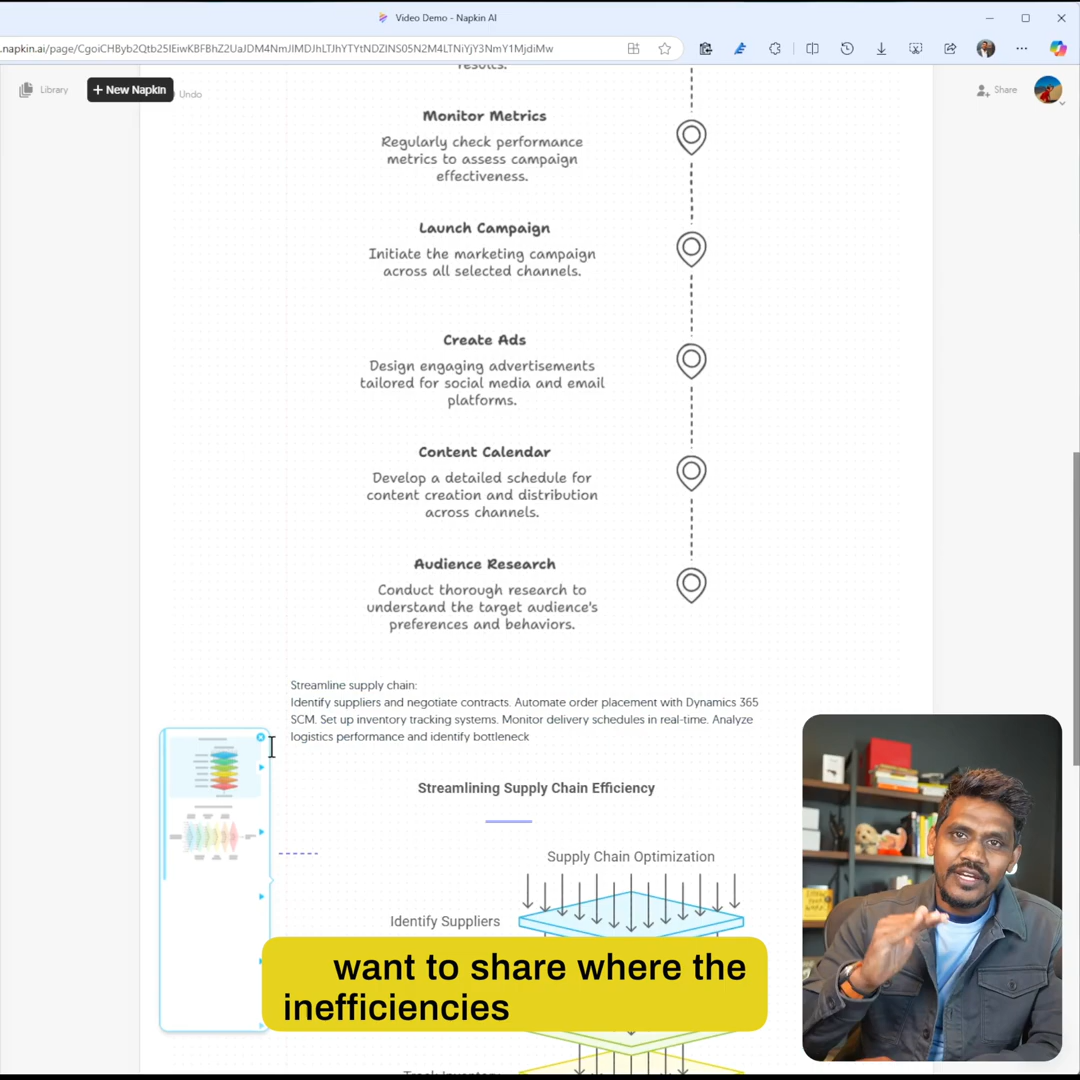 Video Demo - Napkin AI
.napkin.ai/page/CgoiCHByb2Qtb25lEiwKBFBhZ2UaJDM4NmJlMDJhLTJhYTYtNDZlNS05N2M4LTNiYjY3NmY1MjdiMw
Library
+ New Napkin
Undo
Share
results.
Monitor Metrics
Regularly check performance
metrics to assess campaign
effectiveness.
Launch Campaign
Initiate the marketing campaign
across all selected channels.
Create Ads
Design engaging advertisements
tailored for social media and email
platforms.
Content Calendar
Develop a detailed schedule for
content creation and distribution
across channels.
Audience Research
Conduct thorough research to
understand the target audience's
preferences and behaviors.
Streamline supply chain:
Identify suppliers and negotiate contracts. Automate order placement with Dynamics 365
SCM. Set up inventory tracking systems. Monitor delivery schedules in real-time. Analyze
logistics performance and identify bottleneck
Streamlining Supply Chain Efficiency
Supply Chain Optimization
Identify Suppliers
want to share where the
inefficiencies